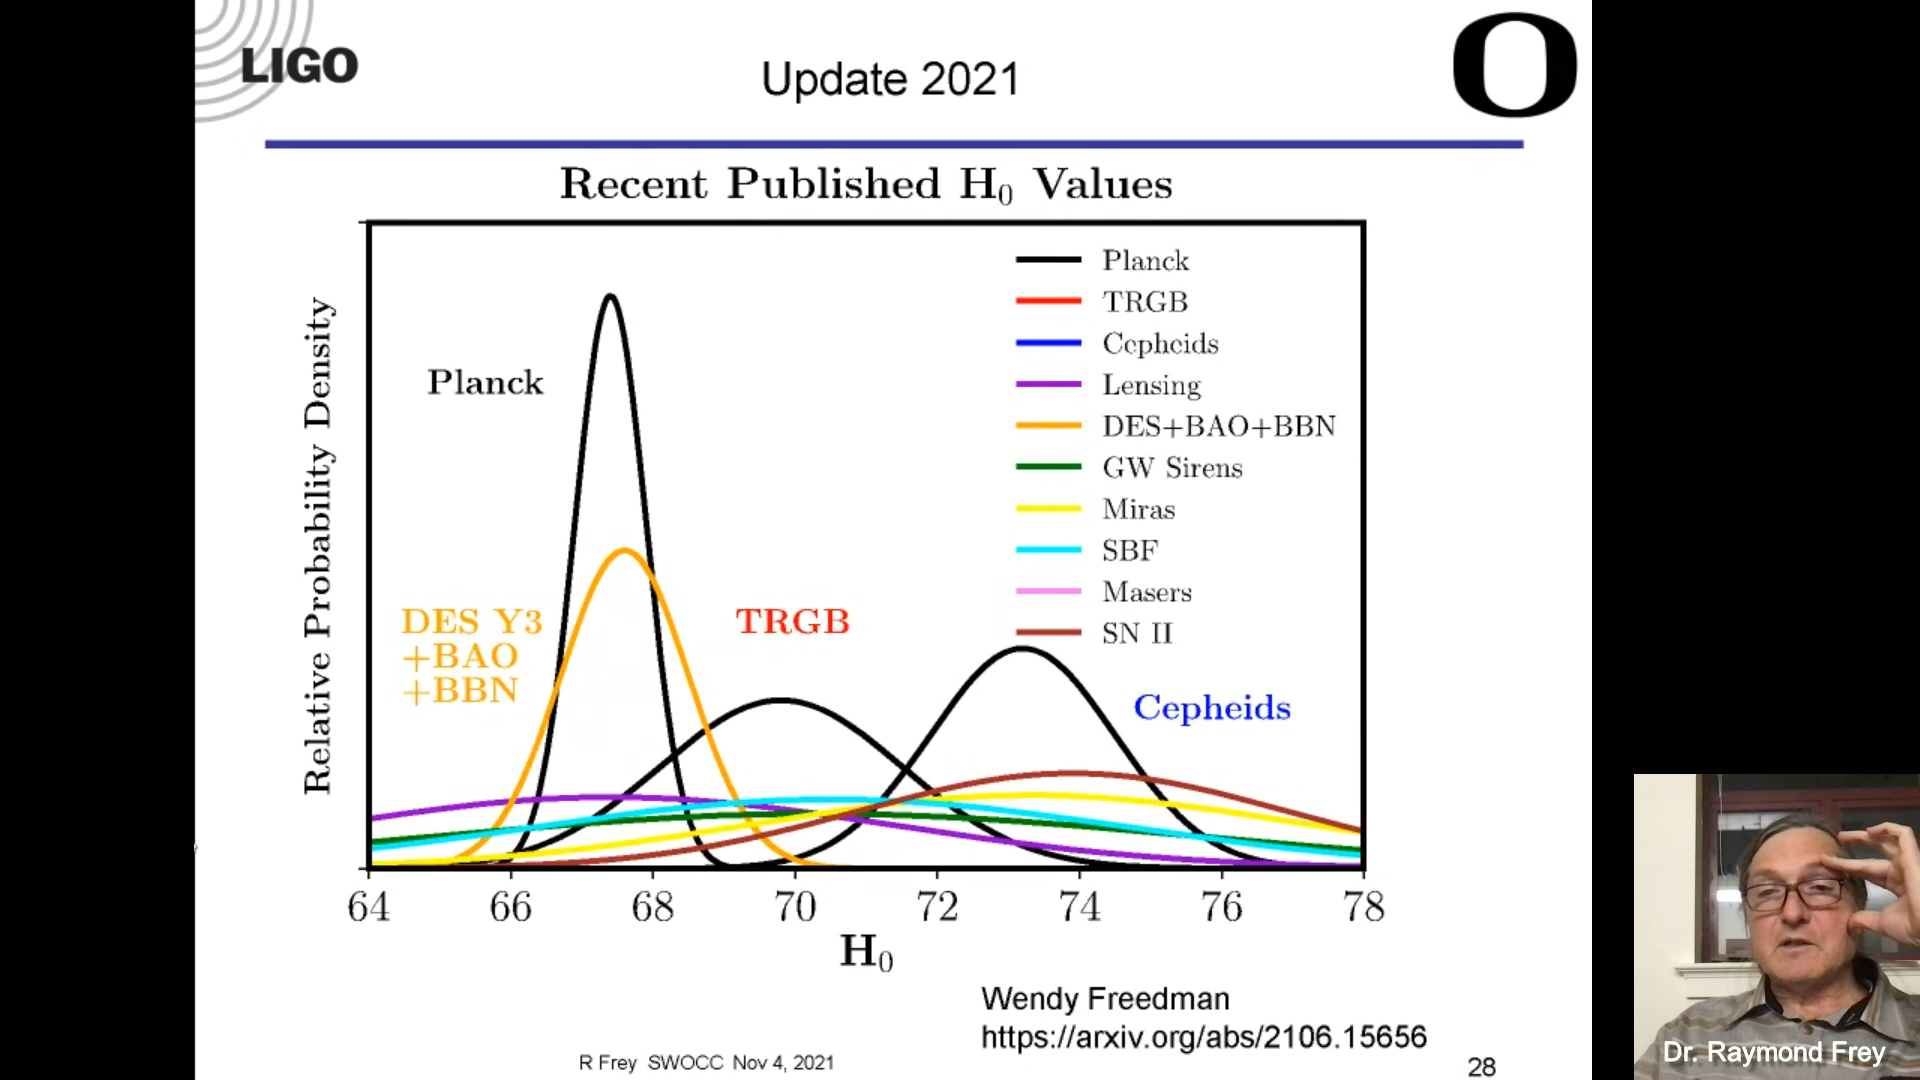 LIGO
Update 2021
O
Recent Published H₀ Values
Relative Probability Density
Planck
TRGB
Cepheids
Lensing
DES+BAO+BBN
GW Sirens
Miras
SBF
Masers
SN II
Planck
DES Y3
+BAO
+BBN
TRGB
Cepheids
64 66 68 70 72 74 76 78
H₀
Wendy Freedman
https://arxiv.org/abs/2106.15656
R Frey SWOCC Nov 4, 2021
28
Dr. Raymond Frey